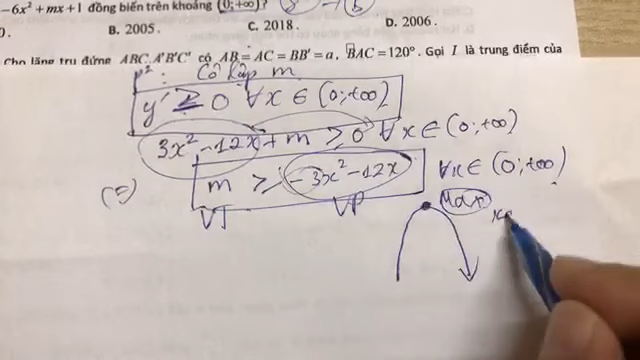 -6x³ + mx + 1 đồng biến trên khoảng (0;+∞)?
B. 2005. C. 2018. D. 2006.
Cho lăng trụ đứng ABC.A'B'C' có AB = AC = BB' = a, BAC = 120°. Gọi I là trung điểm của
Cô lập m
y' ≥ 0 ∀x ∈ (0;+∞)
3x² - 12x + m ≥ 0 ∀x ∈ (0;+∞)
(=) m ≥ -3x² - 12x ∀x ∈ (0;+∞)
VT VP Max